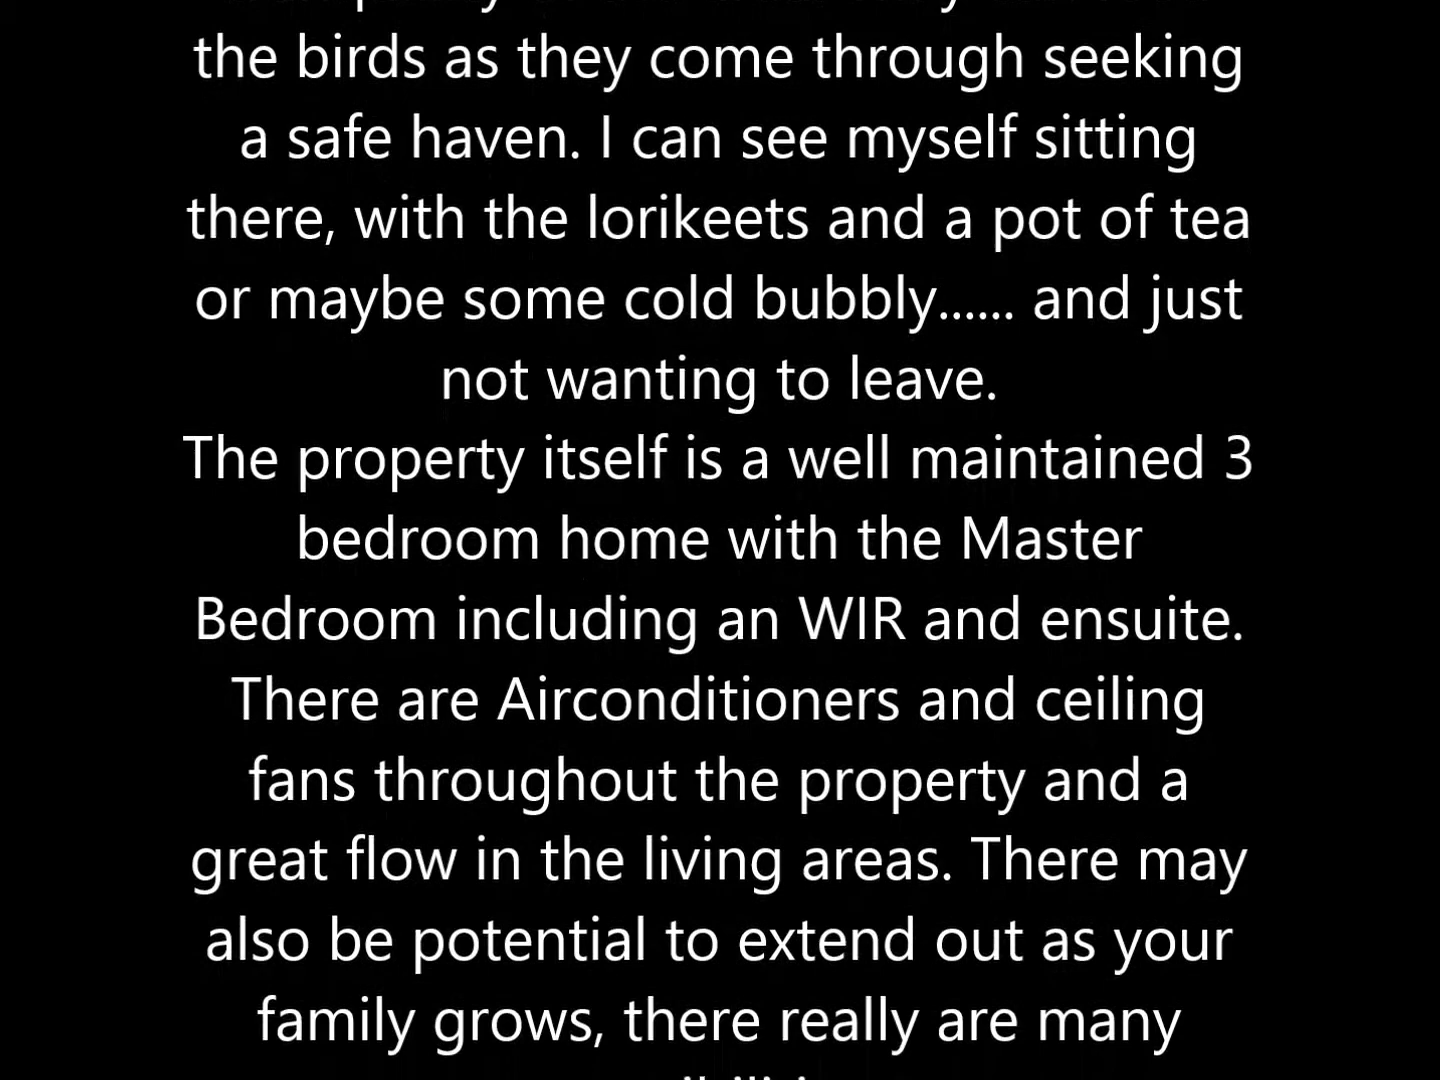 the birds as they come through seeking
a safe haven. I can see myself sitting
there, with the lorikeets and a pot of tea
or maybe some cold bubbly...... and just
not wanting to leave.
The property itself is a well maintained 3
bedroom home with the Master
Bedroom including an WIR and ensuite.
There are Airconditioners and ceiling
fans throughout the property and a
great flow in the living areas. There may
also be potential to extend out as your
family grows, there really are many